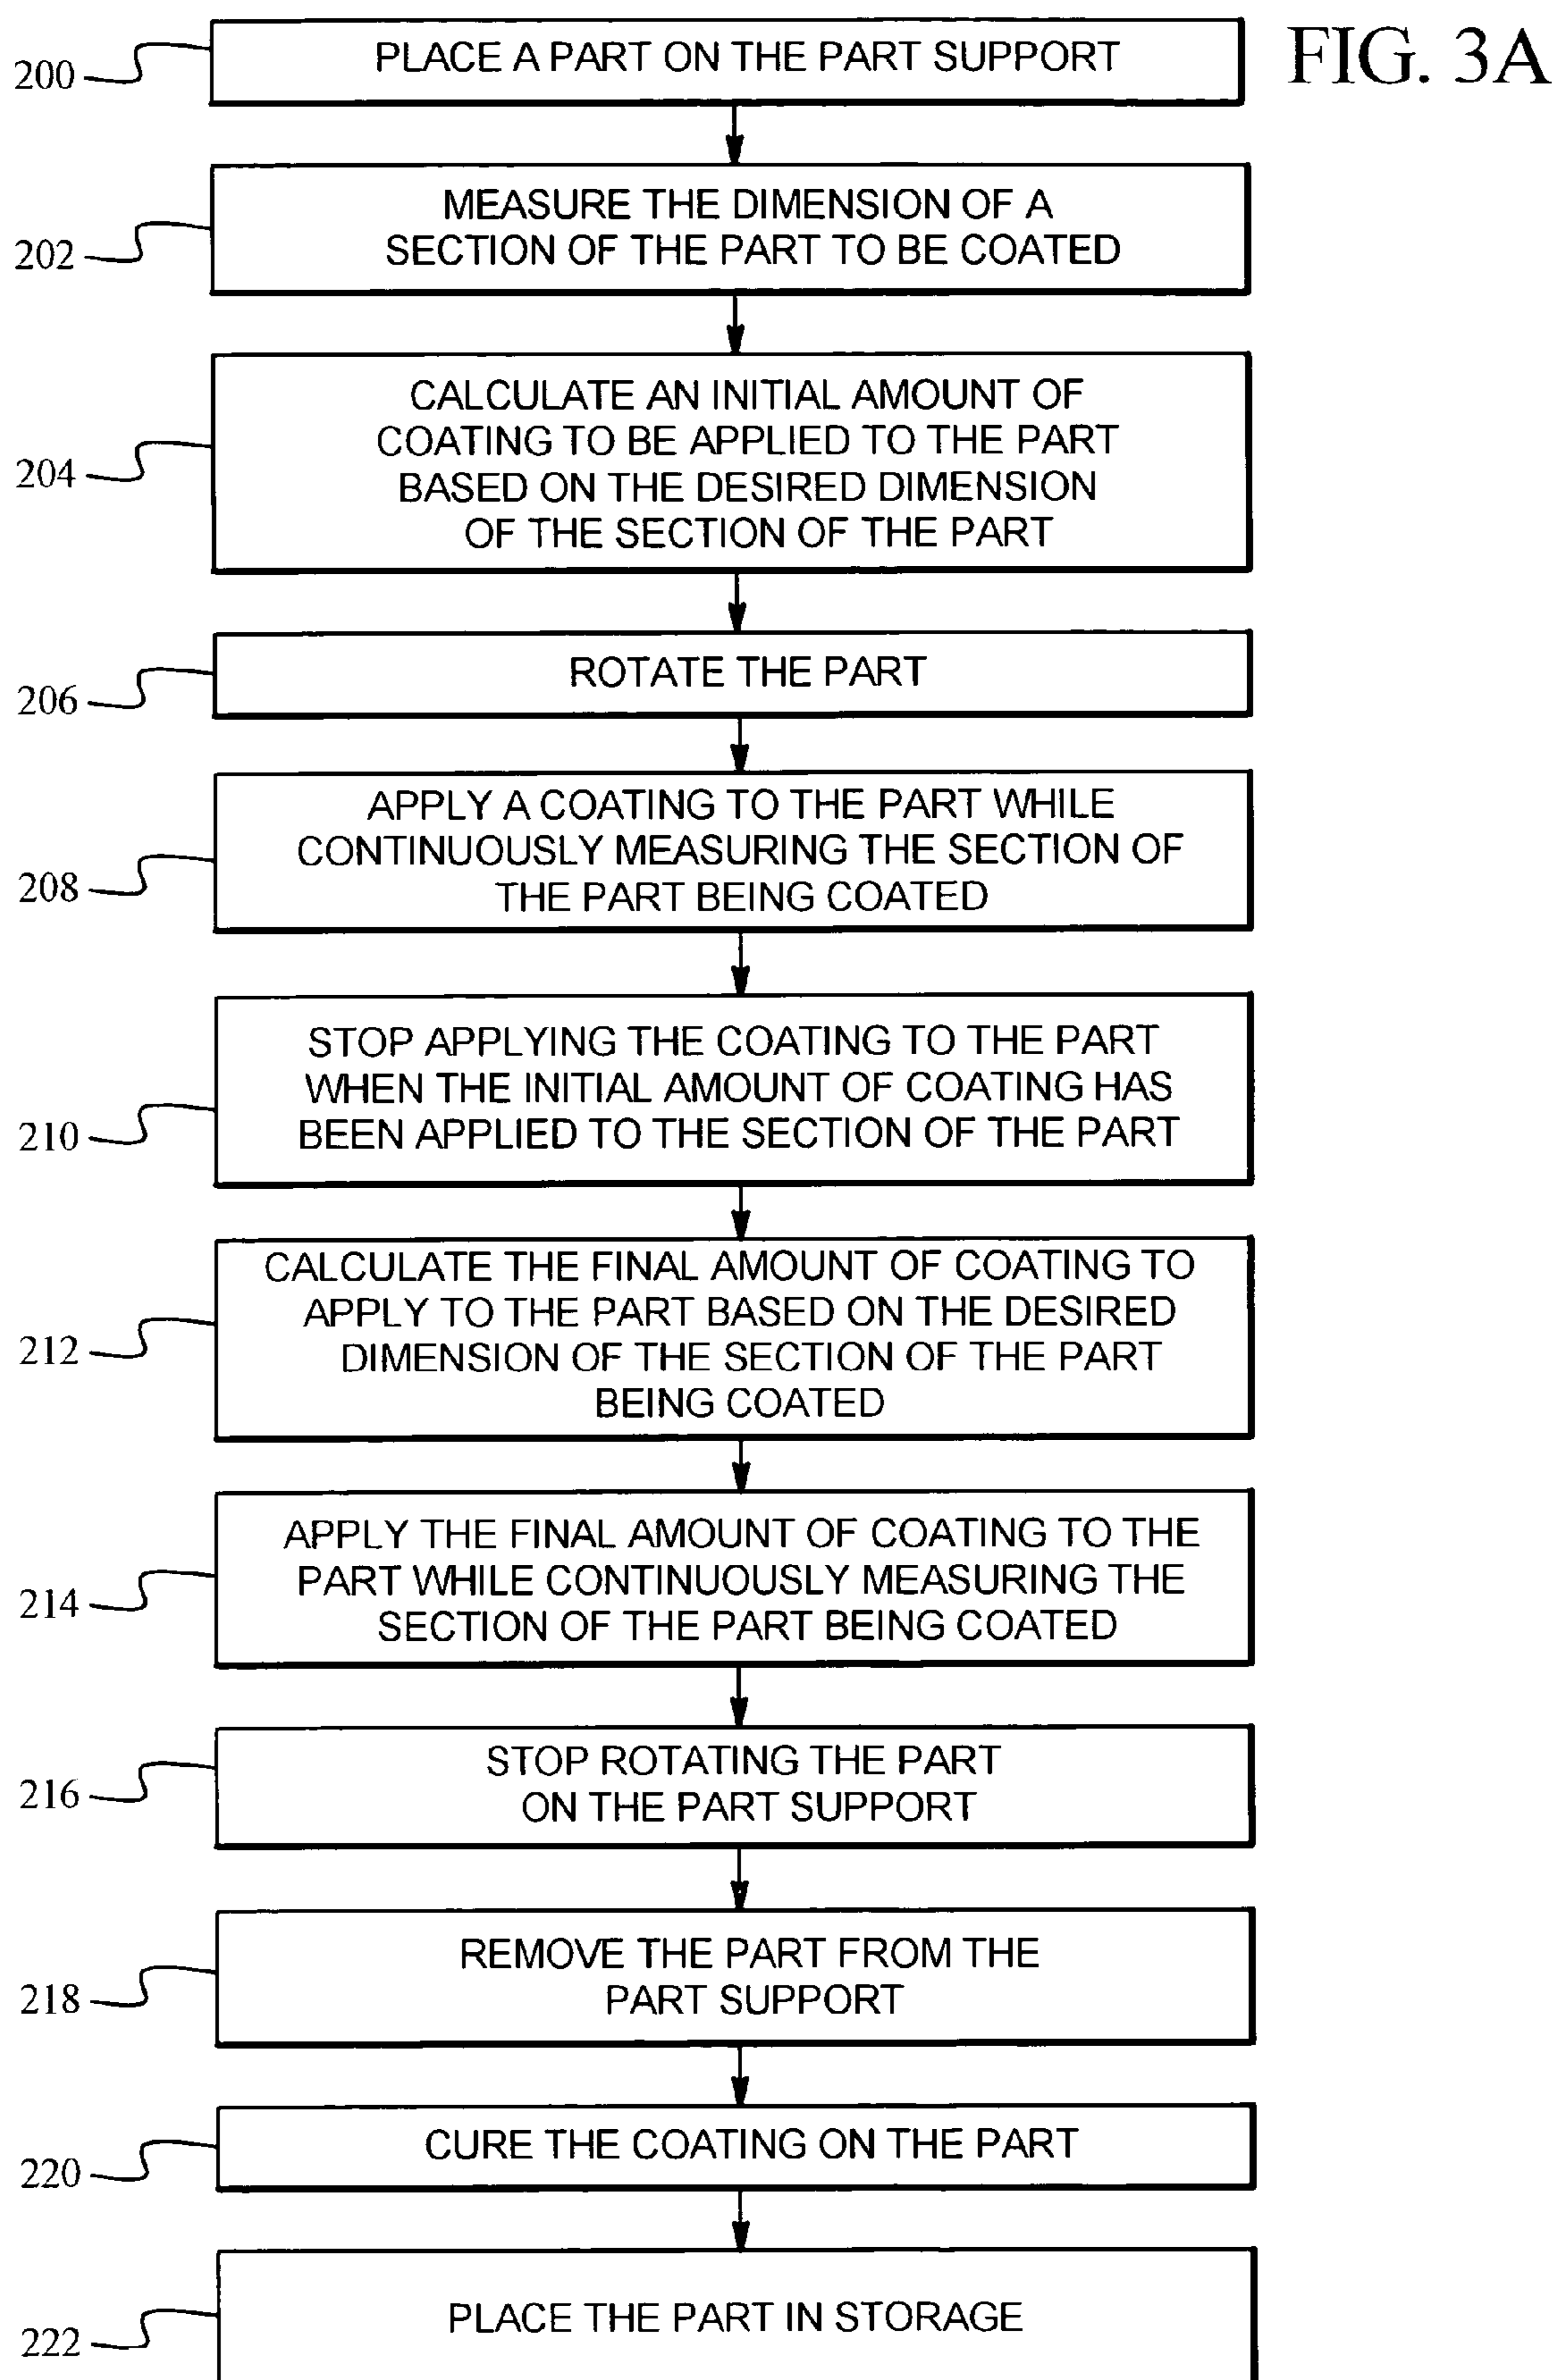 FIG. 3A
200
PLACE A PART ON THE PART SUPPORT
202
MEASURE THE DIMENSION OF A
SECTION OF THE PART TO BE COATED
204
CALCULATE AN INITIAL AMOUNT OF
COATING TO BE APPLIED TO THE PART
BASED ON THE DESIRED DIMENSION
OF THE SECTION OF THE PART
206
ROTATE THE PART
208
APPLY A COATING TO THE PART WHILE
CONTINUOUSLY MEASURING THE SECTION OF
THE PART BEING COATED
210
STOP APPLYING THE COATING TO THE PART
WHEN THE INITIAL AMOUNT OF COATING HAS
BEEN APPLIED TO THE SECTION OF THE PART
212
CALCULATE THE FINAL AMOUNT OF COATING TO
APPLY TO THE PART BASED ON THE DESIRED
DIMENSION OF THE SECTION OF THE PART
BEING COATED
214
APPLY THE FINAL AMOUNT OF COATING TO THE
PART WHILE CONTINUOUSLY MEASURING THE
SECTION OF THE PART BEING COATED
216
STOP ROTATING THE PART
ON THE PART SUPPORT
218
REMOVE THE PART FROM THE
PART SUPPORT
220
CURE THE COATING ON THE PART
222
PLACE THE PART IN STORAGE